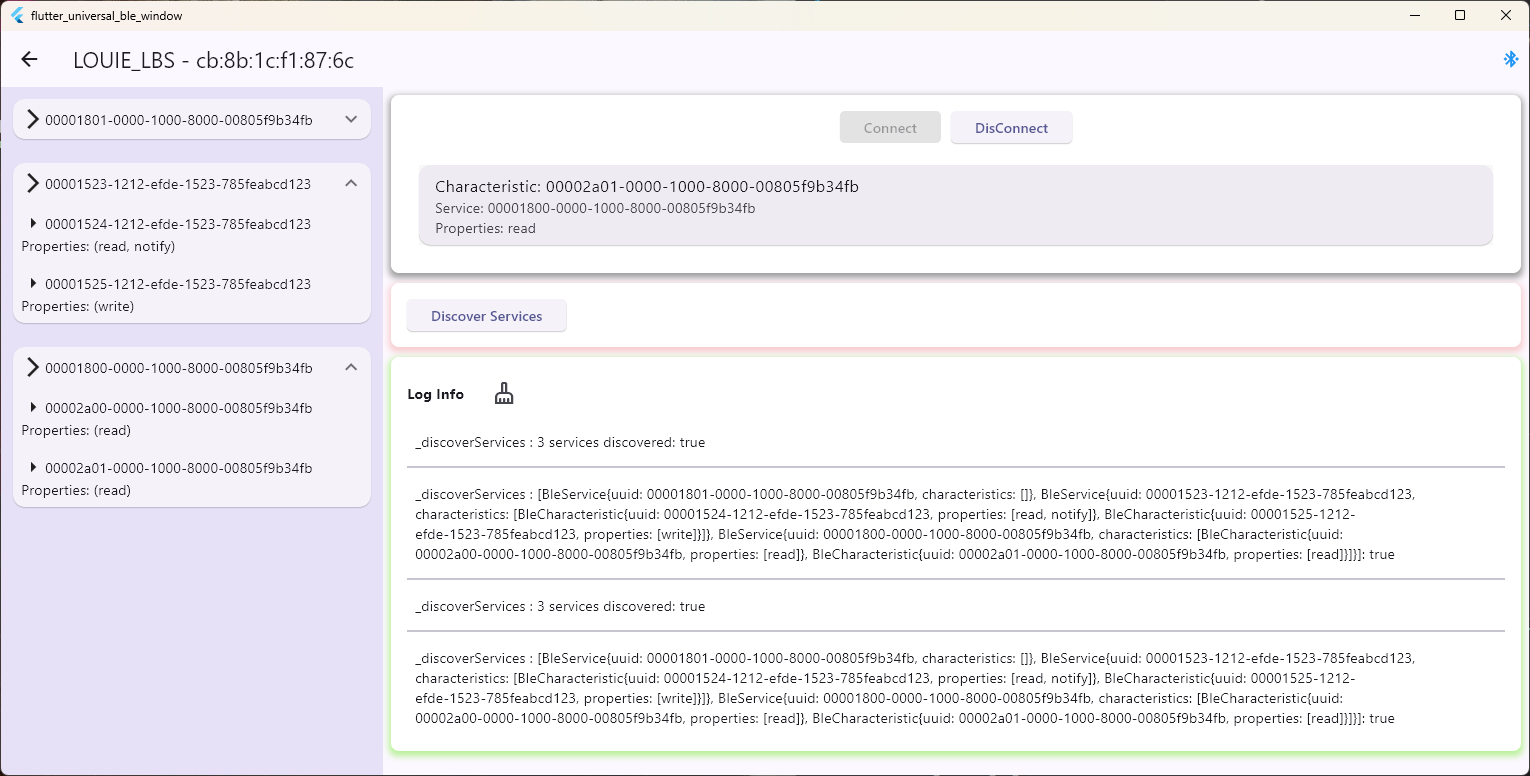 flutter_universal_ble_window
LOUIE_LBS - cb:8b:1c:f1:87:6c
00001801-0000-1000-8000-00805f9b34fb
00001523-1212-efde-1523-785feabcd123
00001524-1212-efde-1523-785feabcd123
Properties: (read, notify)
00001525-1212-efde-1523-785feabcd123
Properties: (write)
00001800-0000-1000-8000-00805f9b34fb
00002a00-0000-1000-8000-00805f9b34fb
Properties: (read)
00002a01-0000-1000-8000-00805f9b34fb
Properties: (read)
Connect
DisConnect
Characteristic: 00002a01-0000-1000-8000-00805f9b34fb
Service: 00001800-0000-1000-8000-00805f9b34fb
Properties: read
Discover Services
Log Info
_discoverServices : 3 services discovered: true
_discoverServices : [BleService{uuid: 00001801-0000-1000-8000-00805f9b34fb, characteristics: []}, BleService{uuid: 00001523-1212-efde-1523-785feabcd123,
characteristics: [BleCharacteristic{uuid: 00001524-1212-efde-1523-785feabcd123, properties: [read, notify]}, BleCharacteristic{uuid: 00001525-1212-
efde-1523-785feabcd123, properties: [write]}]}, BleService{uuid: 00001800-0000-1000-8000-00805f9b34fb, characteristics: [BleCharacteristic{uuid:
00002a00-0000-1000-8000-00805f9b34fb, properties: [read]}, BleCharacteristic{uuid: 00002a01-0000-1000-8000-00805f9b34fb, properties: [read]}]}]: true
_discoverServices : 3 services discovered: true
_discoverServices : [BleService{uuid: 00001801-0000-1000-8000-00805f9b34fb, characteristics: []}, BleService{uuid: 00001523-1212-efde-1523-785feabcd123,
characteristics: [BleCharacteristic{uuid: 00001524-1212-efde-1523-785feabcd123, properties: [read, notify]}, BleCharacteristic{uuid: 00001525-1212-
efde-1523-785feabcd123, properties: [write]}]}, BleService{uuid: 00001800-0000-1000-8000-00805f9b34fb, characteristics: [BleCharacteristic{uuid:
00002a00-0000-1000-8000-00805f9b34fb, properties: [read]}, BleCharacteristic{uuid: 00002a01-0000-1000-8000-00805f9b34fb, properties: [read]}]}]: true